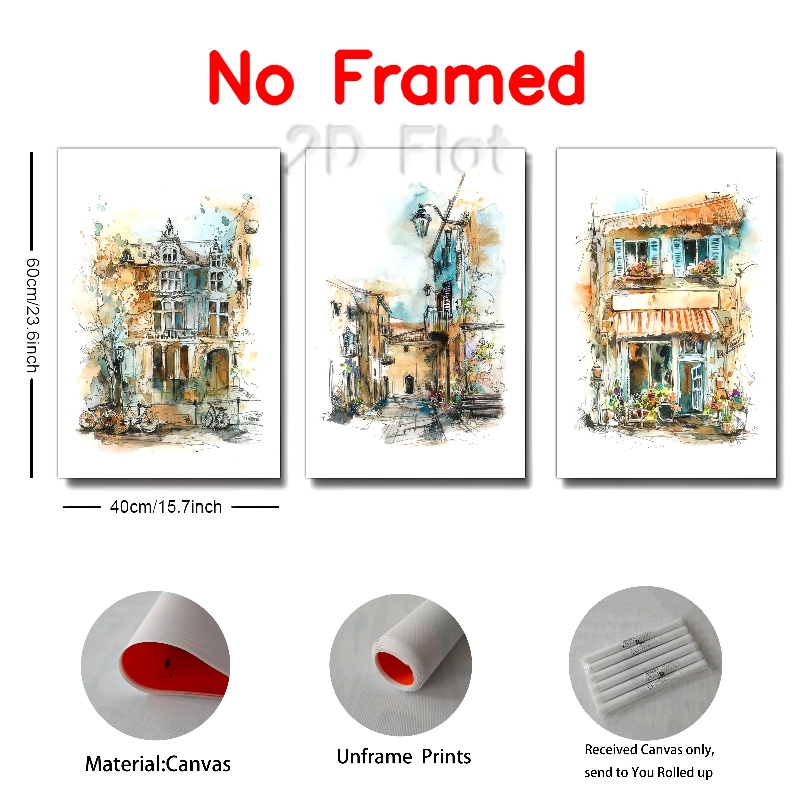 No Framed
2D Flat
60cm/23.6inch
40cm/15.7inch
Material:Canvas
Unframe Prints
Received Canvas only,
send to You Rolled up